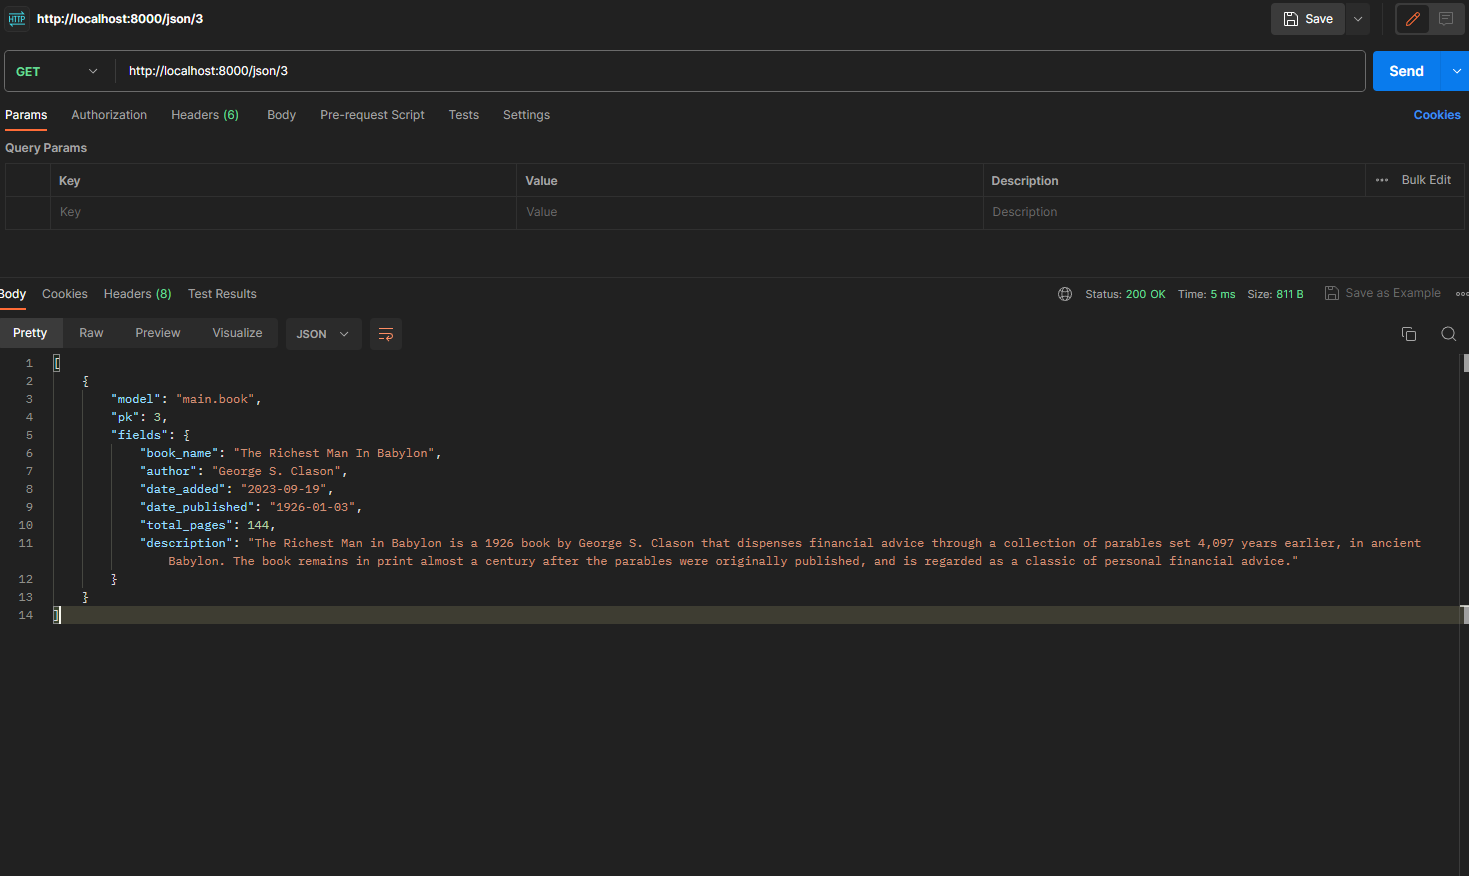 HTTP http://localhost:8000/json/3 Save
GET http://localhost:8000/json/3 Send
Params Authorization Headers (6) Body Pre-request Script Tests Settings Cookies
Query Params
Key Value Description ••• Bulk Edit
Key Value Description
Body Cookies Headers (8) Test Results Status: 200 OK Time: 5 ms Size: 811 B Save as Example
Pretty Raw Preview Visualize JSON
1 [
2 {
3 "model": "main.book",
4 "pk": 3,
5 "fields": {
6 "book_name": "The Richest Man In Babylon",
7 "author": "George S. Clason",
8 "date_added": "2023-09-19",
9 "date_published": "1926-01-03",
10 "total_pages": 144,
11 "description": "The Richest Man in Babylon is a 1926 book by George S. Clason that dispenses financial advice through a collection of parables set 4,097 years earlier, in ancient
Babylon. The book remains in print almost a century after the parables were originally published, and is regarded as a classic of personal financial advice."
12 }
13 }
14 ]